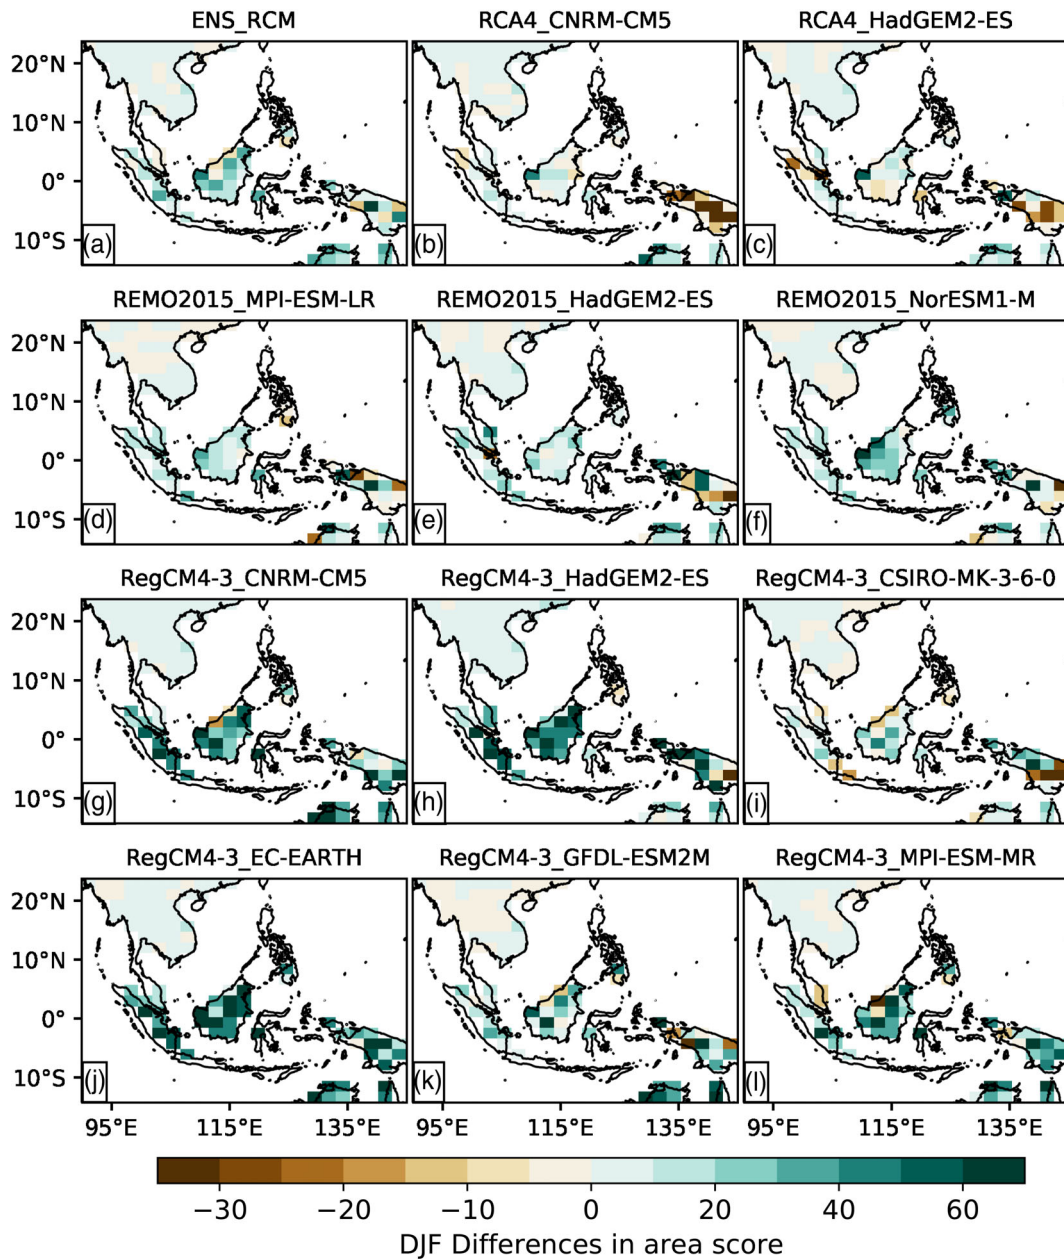 ENS_RCM RCA4_CNRM-CM5 RCA4_HadGEM2-ES
20°N
10°N
0°
10°S
(a) (b) (c)
REMO2015_MPI-ESM-LR REMO2015_HadGEM2-ES REMO2015_NorESM1-M
20°N
10°N
0°
10°S
(d) (e) (f)
RegCM4-3_CNRM-CM5 RegCM4-3_HadGEM2-ES RegCM4-3_CSIRO-MK-3-6-0
20°N
10°N
0°
10°S
(g) (h) (i)
RegCM4-3_EC-EARTH RegCM4-3_GFDL-ESM2M RegCM4-3_MPI-ESM-MR
20°N
10°N
0°
10°S
(j) (k) (l)
95°E 115°E 135°E 95°E 115°E 135°E 95°E 115°E 135°E
−30 −20 −10 0 20 40 60
DJF Differences in area score